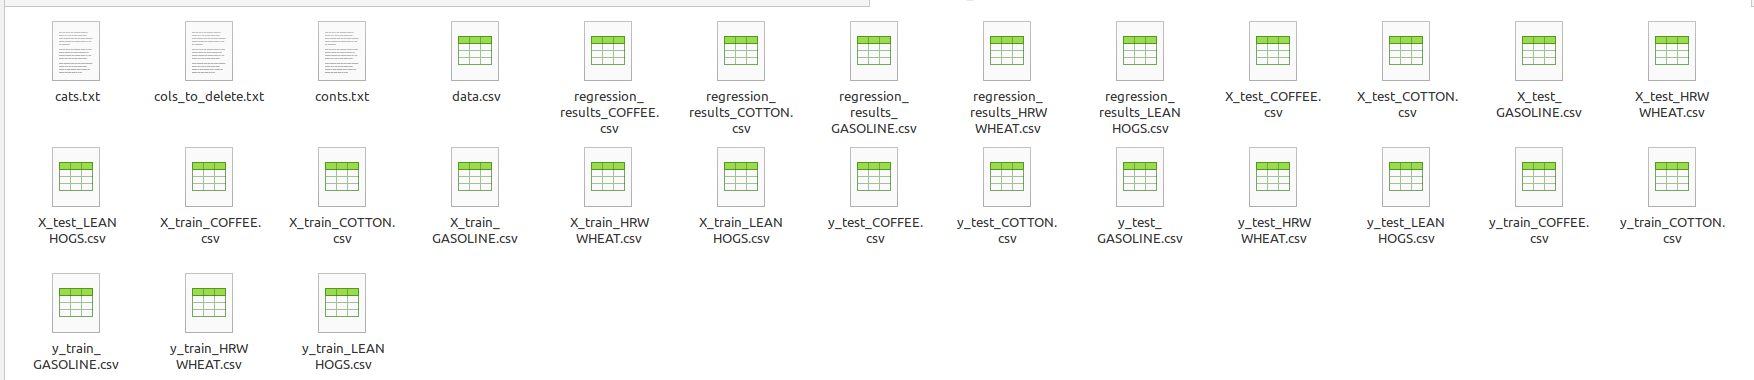 cats.txt
cols_to_delete.txt
conts.txt
data.csv
regression_
results_COFFEE.
csv
regression_
results_COTTON.
csv
regression_
results_
GASOLINE.csv
regression_
results_HRW
WHEAT.csv
regression_
results_LEAN
HOGS.csv
X_test_COFFEE.
csv
X_test_COTTON.
csv
X_test_
GASOLINE.csv
X_test_HRW
WHEAT.csv
X_test_LEAN
HOGS.csv
X_train_COFFEE.
csv
X_train_COTTON.
csv
X_train_
GASOLINE.csv
X_train_HRW
WHEAT.csv
X_train_LEAN
HOGS.csv
y_test_COFFEE.
csv
y_test_COTTON.
csv
y_test_
GASOLINE.csv
y_test_HRW
WHEAT.csv
y_test_LEAN
HOGS.csv
y_train_COFFEE.
csv
y_train_COTTON.
csv
y_train_
GASOLINE.csv
y_train_HRW
WHEAT.csv
y_train_LEAN
HOGS.csv